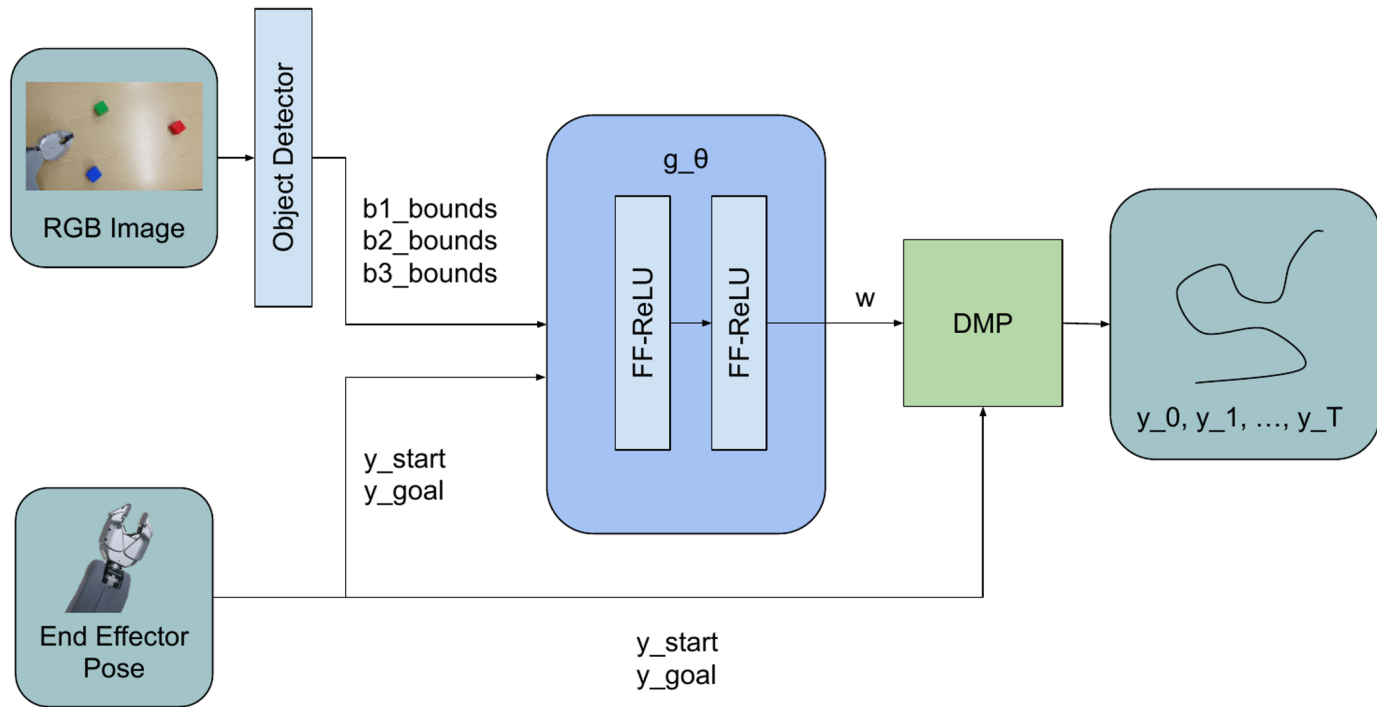 RGB Image
Object Detector
b1_bounds
b2_bounds
b3_bounds
g_θ
FF-ReLU
FF-ReLU
w
DMP
y_0, y_1, …, y_T
y_start
y_goal
End Effector
Pose
y_start
y_goal